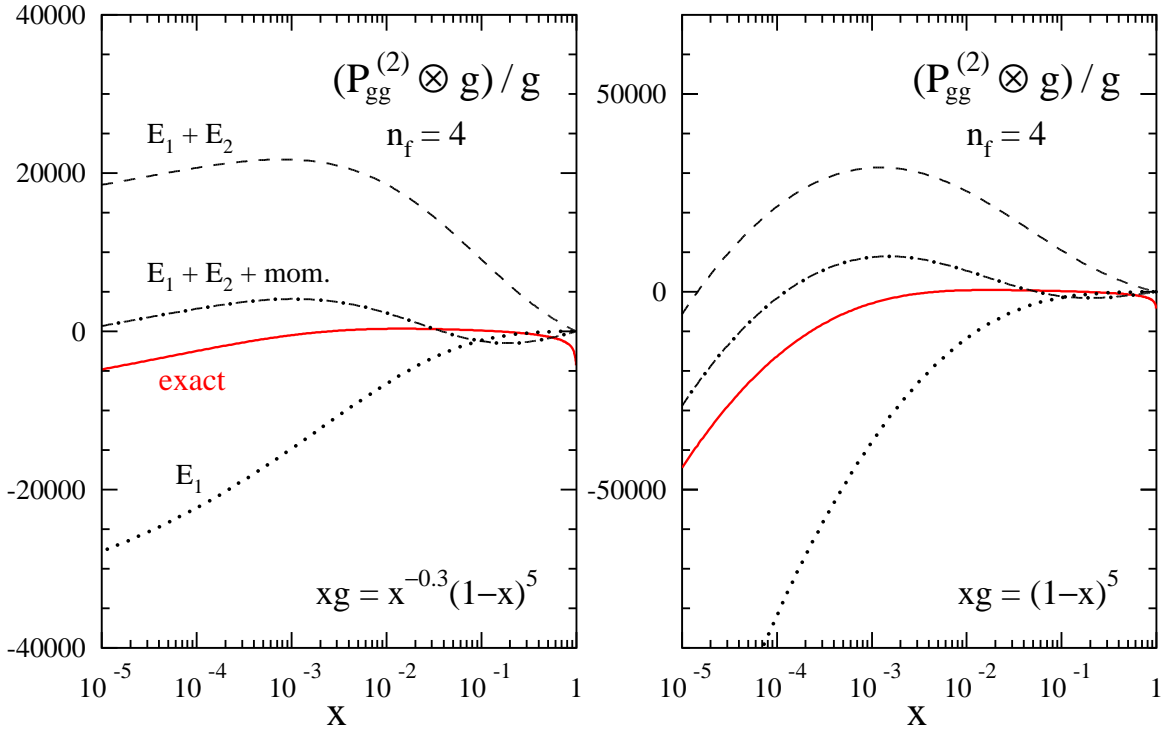 40000
20000
0
-20000
-40000
(P_gg^(2) ⊗ g) / g
n_f = 4
E_1 + E_2
E_1 + E_2 + mom.
exact
E_1
xg = x^−0.3 (1−x)^5
10^-5 10^-4 10^-3 10^-2 10^-1 1
x
50000
0
-50000
(P_gg^(2) ⊗ g) / g
n_f = 4
xg = (1−x)^5
10^-5 10^-4 10^-3 10^-2 10^-1 1
x